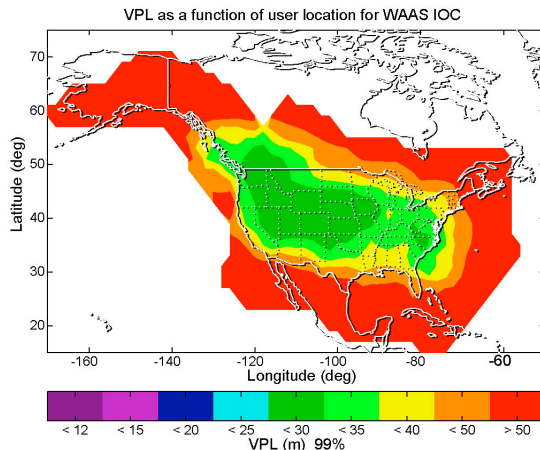 VPL as a function of user location for WAAS IOC
70
60
50
40
30
20
Latitude (deg)
-160 -140 -120 -100 -80 -60
Longitude (deg)
< 12 < 15 < 20 < 25 < 30 < 35 < 40 < 50 > 50
VPL (m) 99%